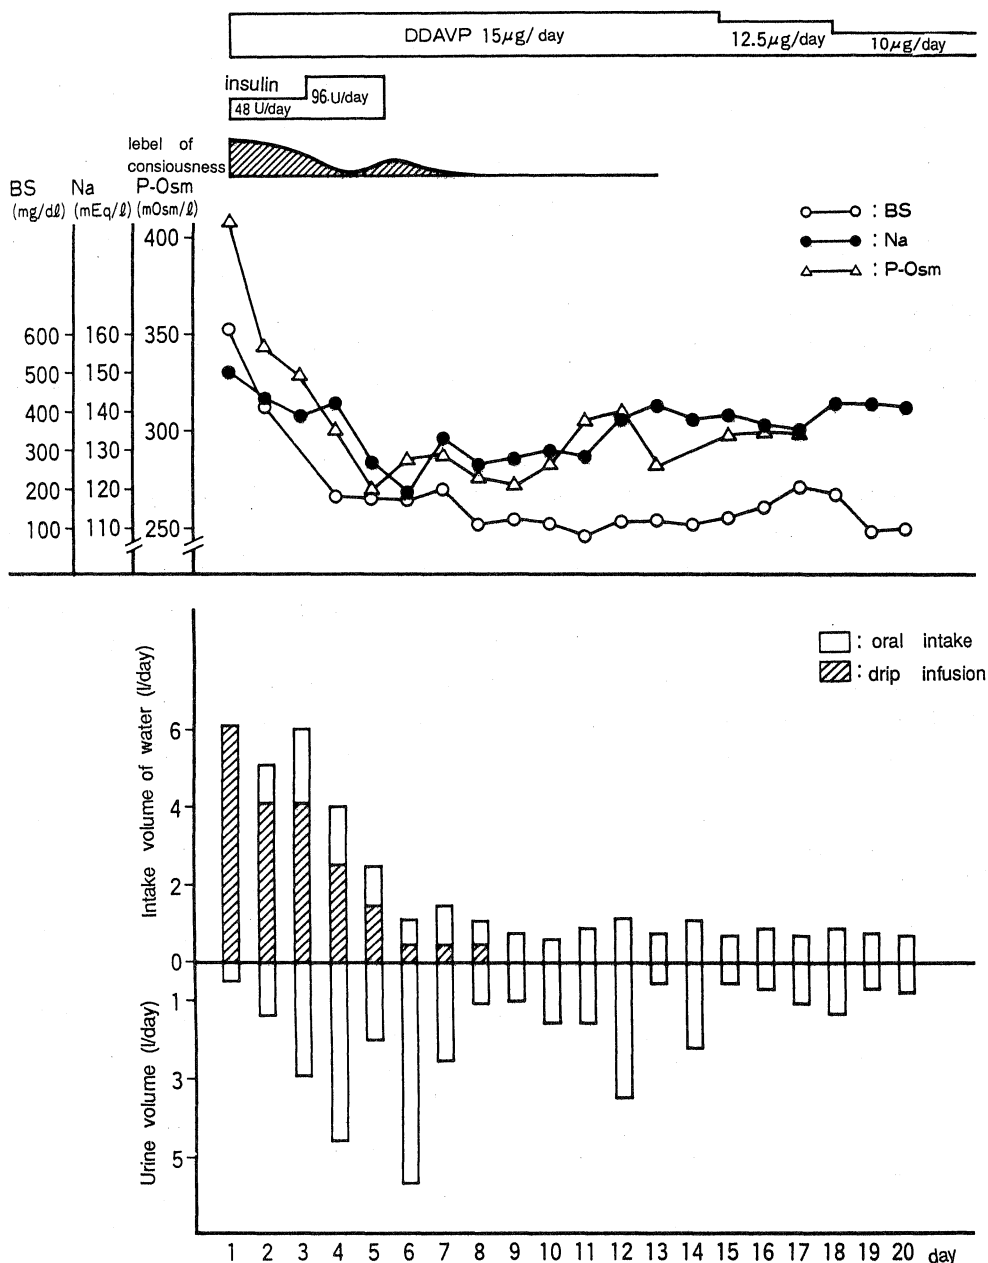 DDAVP 15μg/day
12.5μg/day
10μg/day
insulin
48 U/day
96 U/day
lebel of
consiousness
BS Na P-Osm
(mg/dℓ) (mEq/ℓ) (mOsm/ℓ)
400
600 160 350
500 150
400 140 300
300 130
200 120
100 110 250
: BS
: Na
: P-Osm
: oral intake
: drip infusion
Intake volume of water (l/day)
6
4
2
0
Urine volume (l/day)
1
3
5
1 2 3 4 5 6 7 8 9 10 11 12 13 14 15 16 17 18 19 20 day